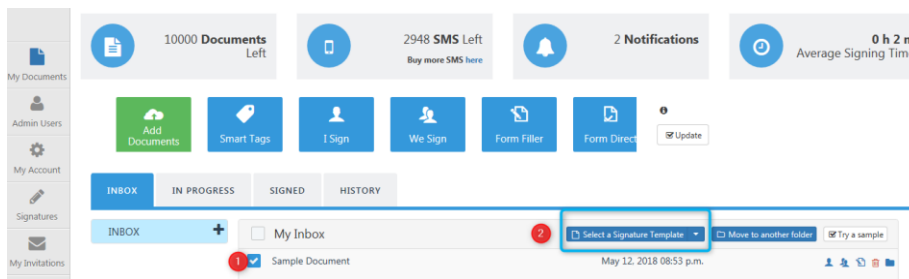 10000 Documents
Left
2948 SMS Left
Buy more SMS here
2 Notifications
0 h 2 m
Average Signing Tim
My Documents
Admin Users
My Account
Signatures
My Invitations
Add
Documents
Smart Tags
I Sign
We Sign
Form Filler
Form Direct
Update
INBOX
IN PROGRESS
SIGNED
HISTORY
INBOX
My Inbox
2
Select a Signature Template
Move to another folder
Try a sample
1
Sample Document
May 12, 2018 08:53 p.m.